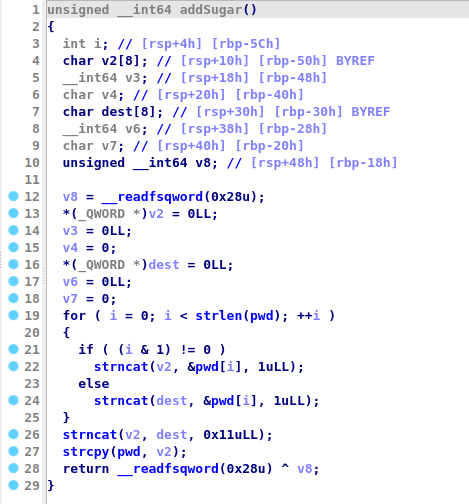 1 unsigned __int64 addSugar()
2 {
3 int i; // [rsp+4h] [rbp-5Ch]
4 char v2[8]; // [rsp+10h] [rbp-50h] BYREF
5 __int64 v3; // [rsp+18h] [rbp-48h]
6 char v4; // [rsp+20h] [rbp-40h]
7 char dest[8]; // [rsp+30h] [rbp-30h] BYREF
8 __int64 v6; // [rsp+38h] [rbp-28h]
9 char v7; // [rsp+40h] [rbp-20h]
10 unsigned __int64 v8; // [rsp+48h] [rbp-18h]
11
12 v8 = __readfsqword(0x28u);
13 *(_QWORD *)v2 = 0LL;
14 v3 = 0LL;
15 v4 = 0;
16 *(_QWORD *)dest = 0LL;
17 v6 = 0LL;
18 v7 = 0;
19 for ( i = 0; i < strlen(pwd); ++i )
20 {
21 if ( (i & 1) != 0 )
22 strncat(v2, &pwd[i], 1uLL);
23 else
24 strncat(dest, &pwd[i], 1uLL);
25 }
26 strncat(v2, dest, 0x11uLL);
27 strcpy(pwd, v2);
28 return __readfsqword(0x28u) ^ v8;
29 }